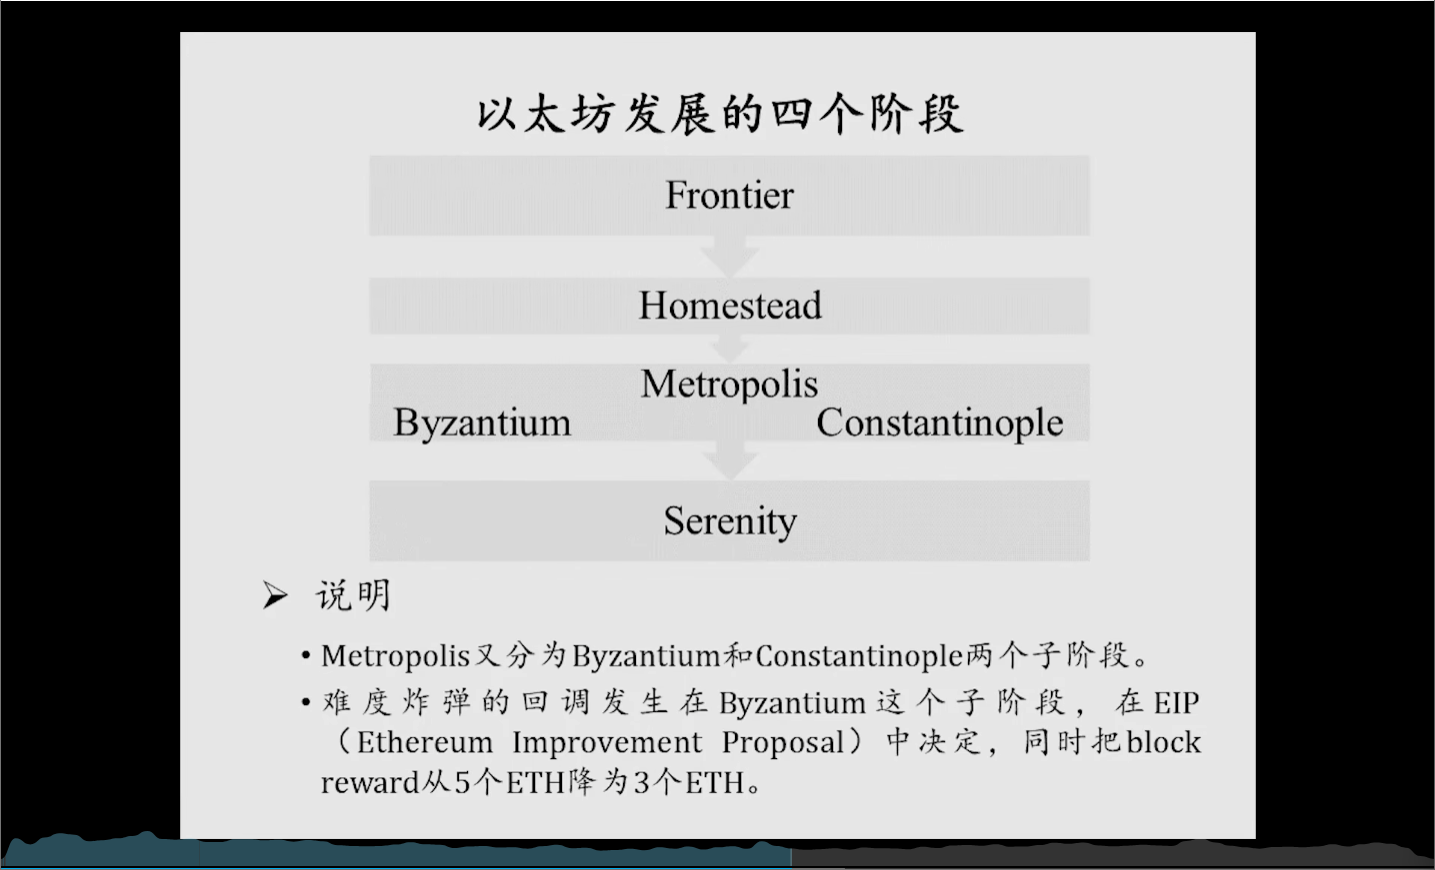 以太坊发展的四个阶段
Frontier
Homestead
Metropolis
Byzantium Constantinople
Serenity
➢ 说明
• Metropolis又分为Byzantium和Constantinople两个子阶段。
• 难度炸弹的回调发生在Byzantium这个子阶段，在EIP
（Ethereum Improvement Proposal）中决定，同时把block
reward从5个ETH降为3个ETH。